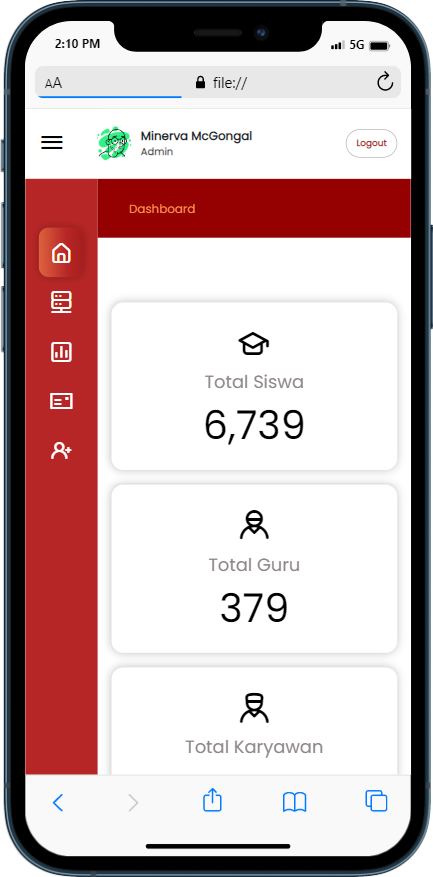 2:10 PM
5G
AA
file://
Minerva McGongal
Admin
Logout
Dashboard
Total Siswa
6,739
Total Guru
379
Total Karyawan